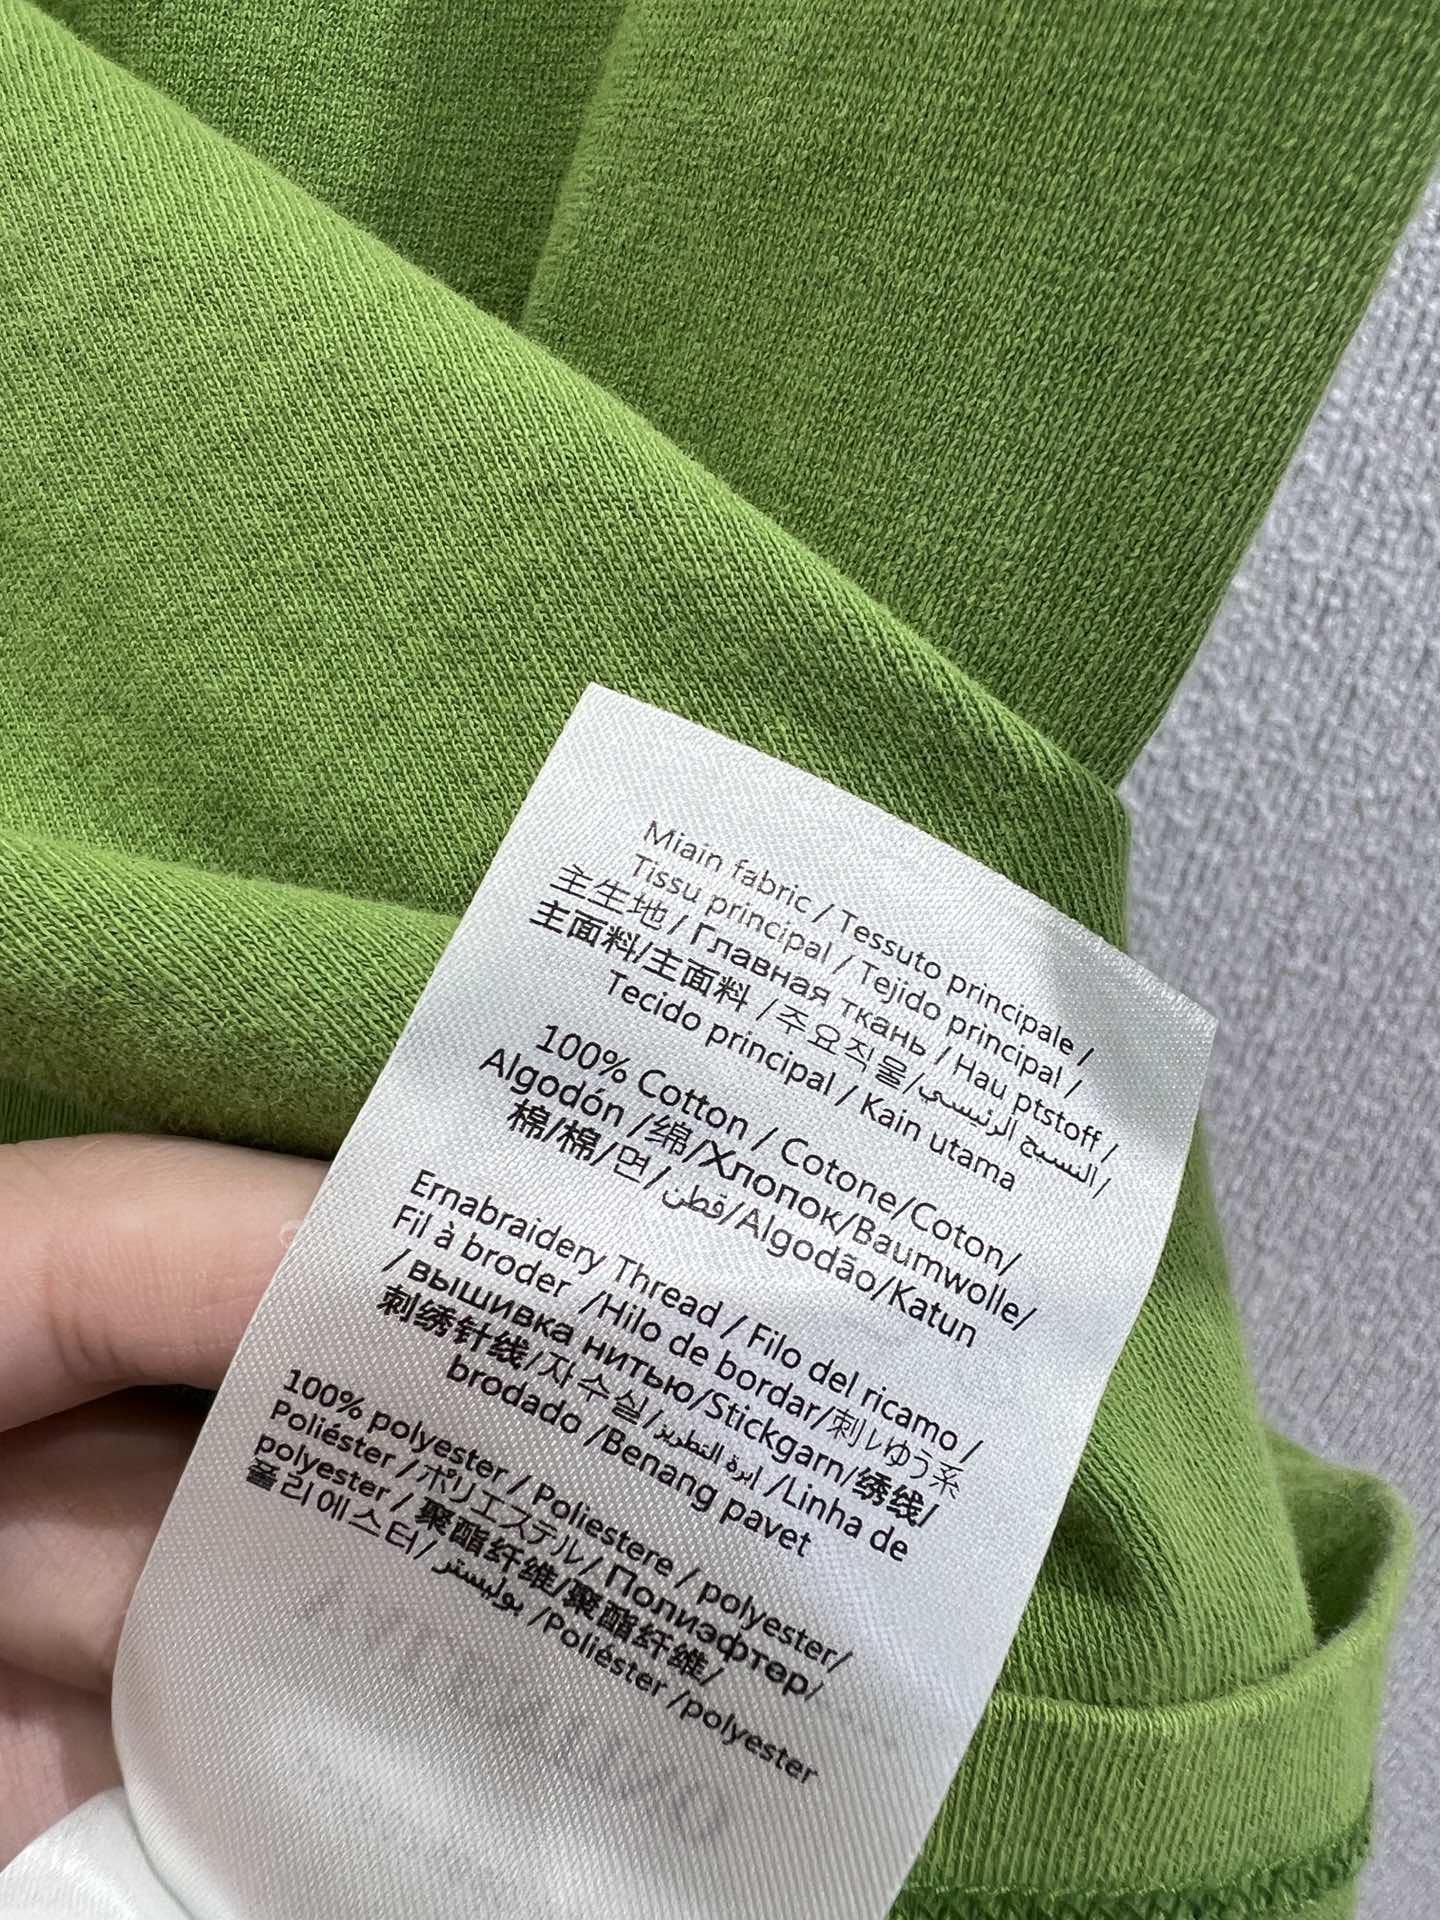 Miain fabric / Tessuto principale /
Tissu principal / Tejido principal /
主生地 / Главная ткань / Hau ptstoff /
主面料/主面料 /주요직물/النسيج الرئيسي/
Tecido principal / Kain utama
100% Cotton / Cotone/Coton/
Algodón /绵/Хлопок/Baumwolle/
棉/棉/면/قطن/Algodão/Katun
Ernabraidery Thread / Filo del ricamo /
Fil à broder /Hilo de bordar/刺ﾚゆう系
/ вышивка нитью/Stickgarn/绣线/
刺绣针线/자수실/ابرة التطريز /Linha de
brodado /Benang pavet
100% polyester / Poliestere / polyester/
Poliéster /ポリエステル/ Полиэфтөр/
polyester / 聚酯纤维/聚酯纤维/
폴리에스터/بوليستر /Poliéster /polyester